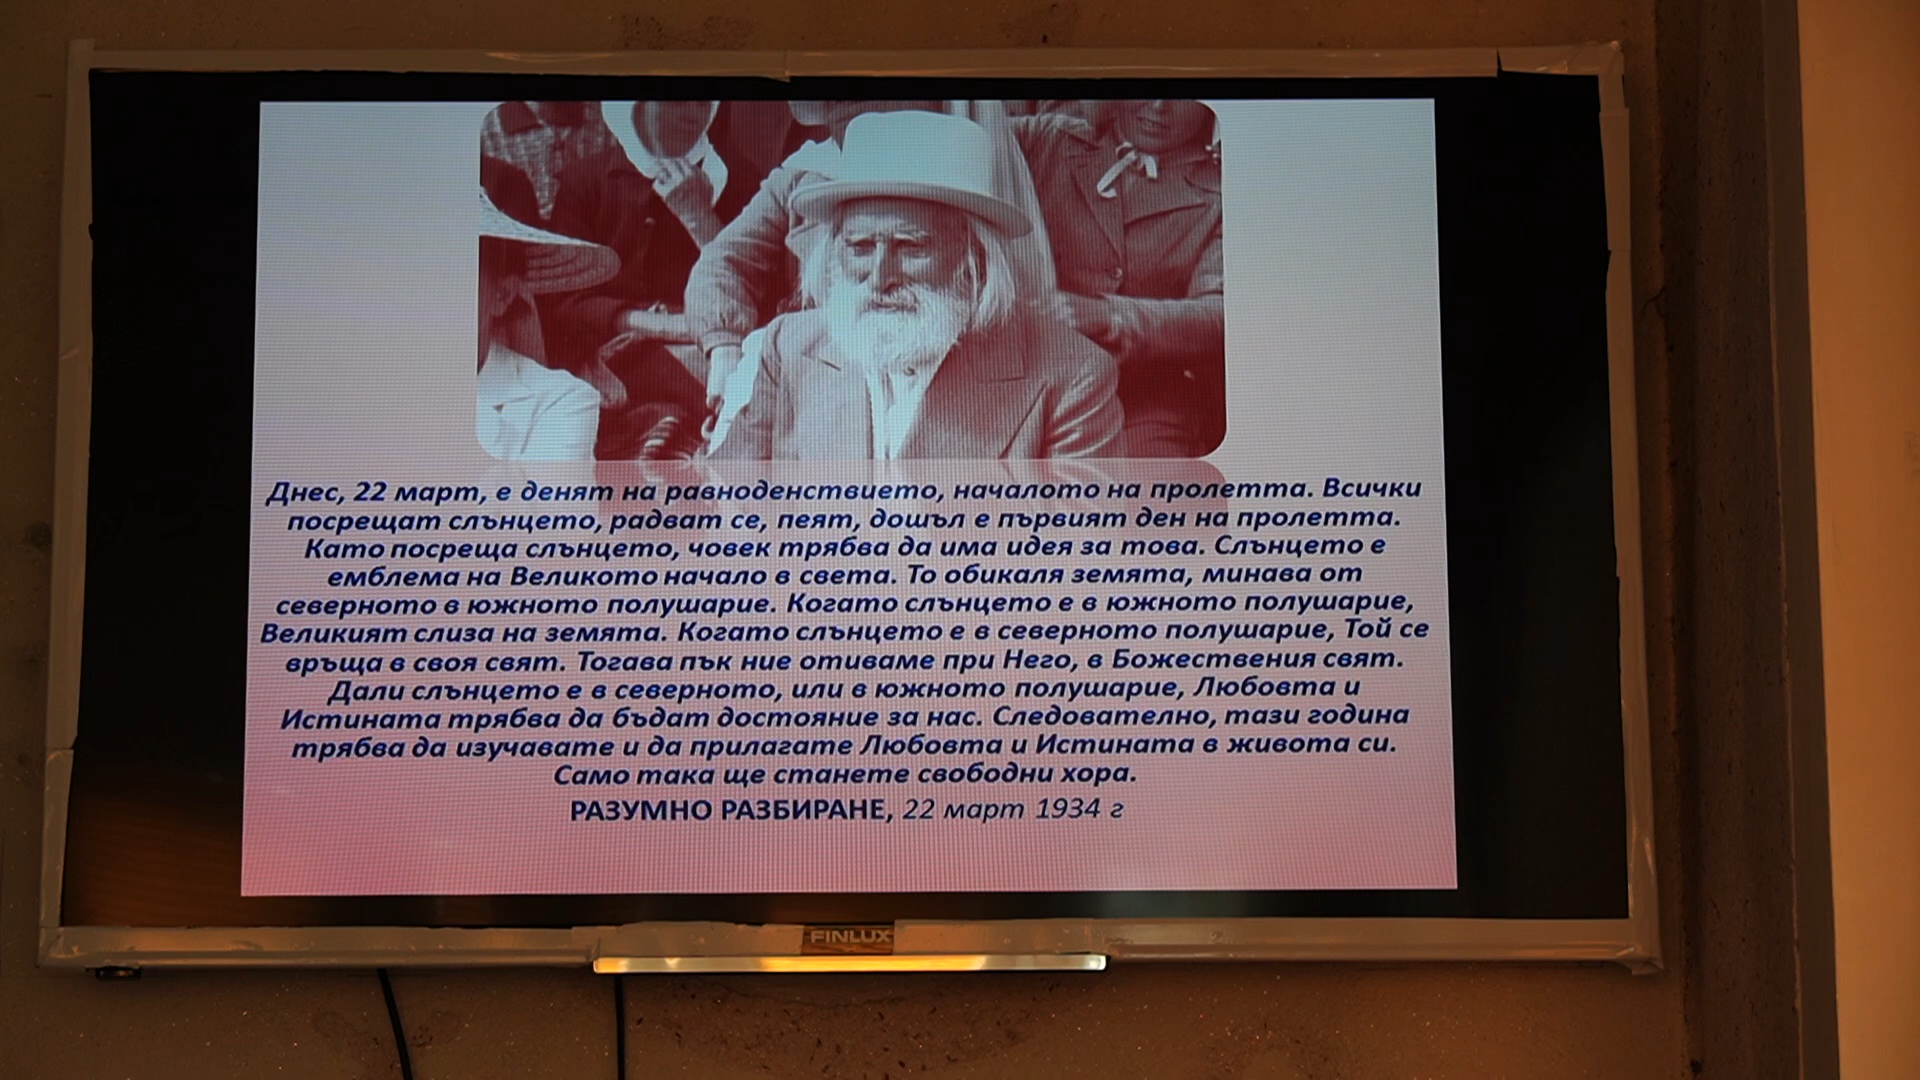 Днес, 22 март, е денят на равноденствието, началото на пролетта. Всички
посрещат слънцето, радват се, пеят, дошъл е първият ден на пролетта.
Като посреща слънцето, човек трябва да има идея за това. Слънцето е
емблема на Великото начало в света. То обикаля земята, минава от
северното в южното полушарие. Когато слънцето е в южното полушарие,
Великият слиза на земята. Когато слънцето е в северното полушарие, Той се
връща в своя свят. Тогава пък ние отиваме при Него, в Божествения свят.
Дали слънцето е в северното, или в южното полушарие, Любовта и
Истината трябва да бъдат достояние за нас. Следователно, тази година
трябва да изучавате и да прилагате Любовта и Истината в живота си.
Само така ще станете свободни хора.
РАЗУМНО РАЗБИРАНЕ, 22 март 1934 г
FINLUX